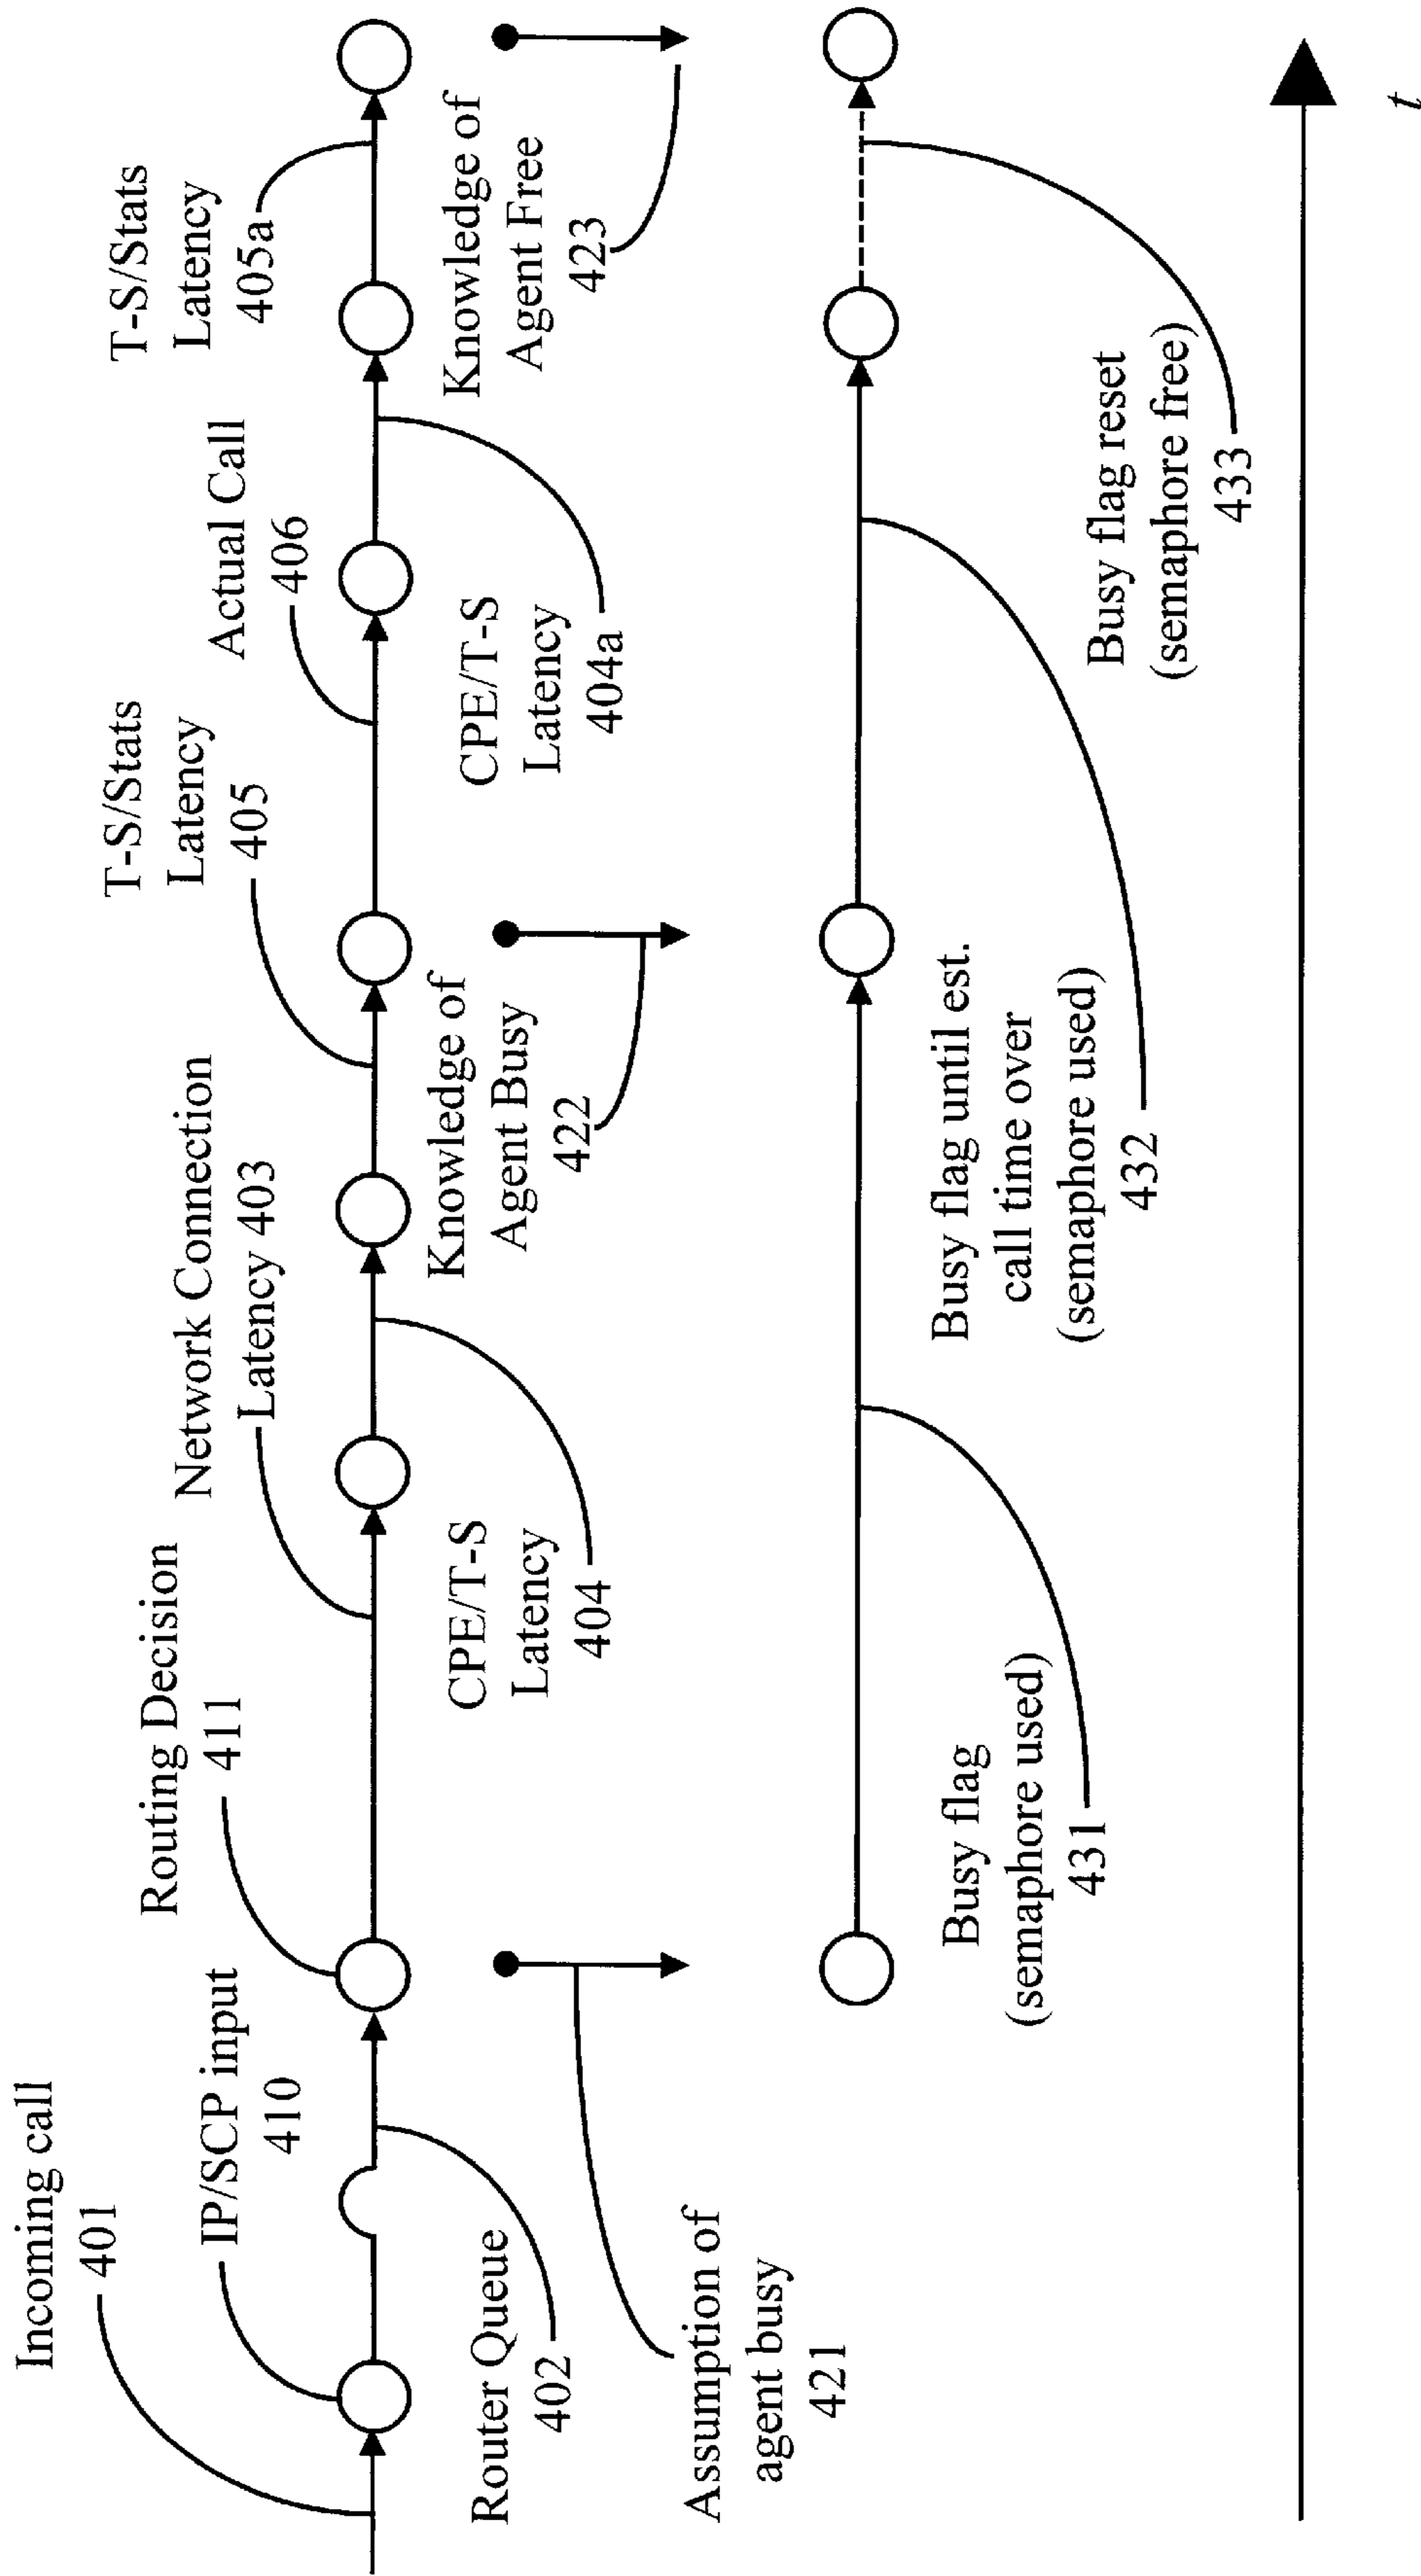 Incoming call
401
IP/SCP input
410
Routing Decision
411
Network Connection
Latency 403
T-S/Stats
Latency
405
Actual Call
406
T-S/Stats
Latency
405a
Router Queue
402
CPE/T-S
Latency
404
Knowledge of
Agent Busy
422
CPE/T-S
Latency
404a
Knowledge of
Agent Free
423
Assumption of
agent busy
421
Busy flag
(semaphore used)
431
Busy flag until est.
call time over
(semaphore used)
432
Busy flag reset
(semaphore free)
433
t